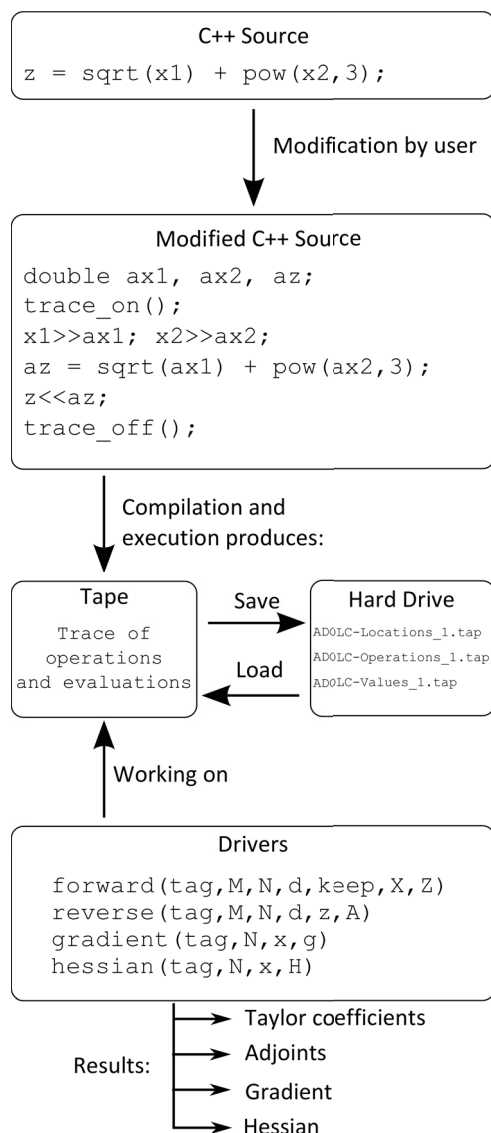 C++ Source
z = sqrt(x1) + pow(x2,3);
Modification by user
Modified C++ Source
double ax1, ax2, az;
trace_on();
x1>>ax1; x2>>ax2;
az = sqrt(ax1) + pow(ax2,3);
z<<az;
trace_off();
Compilation and
execution produces:
Tape
Trace of
operations
and evaluations
Save
Load
Hard Drive
ADOLC-Locations_1.tap
ADOLC-Operations_1.tap
ADOLC-Values_1.tap
Working on
Drivers
forward(tag,M,N,d,keep,X,Z)
reverse(tag,M,N,d,z,A)
gradient(tag,N,x,g)
hessian(tag,N,x,H)
Results:
Taylor coefficients
Adjoints
Gradient
Hessian